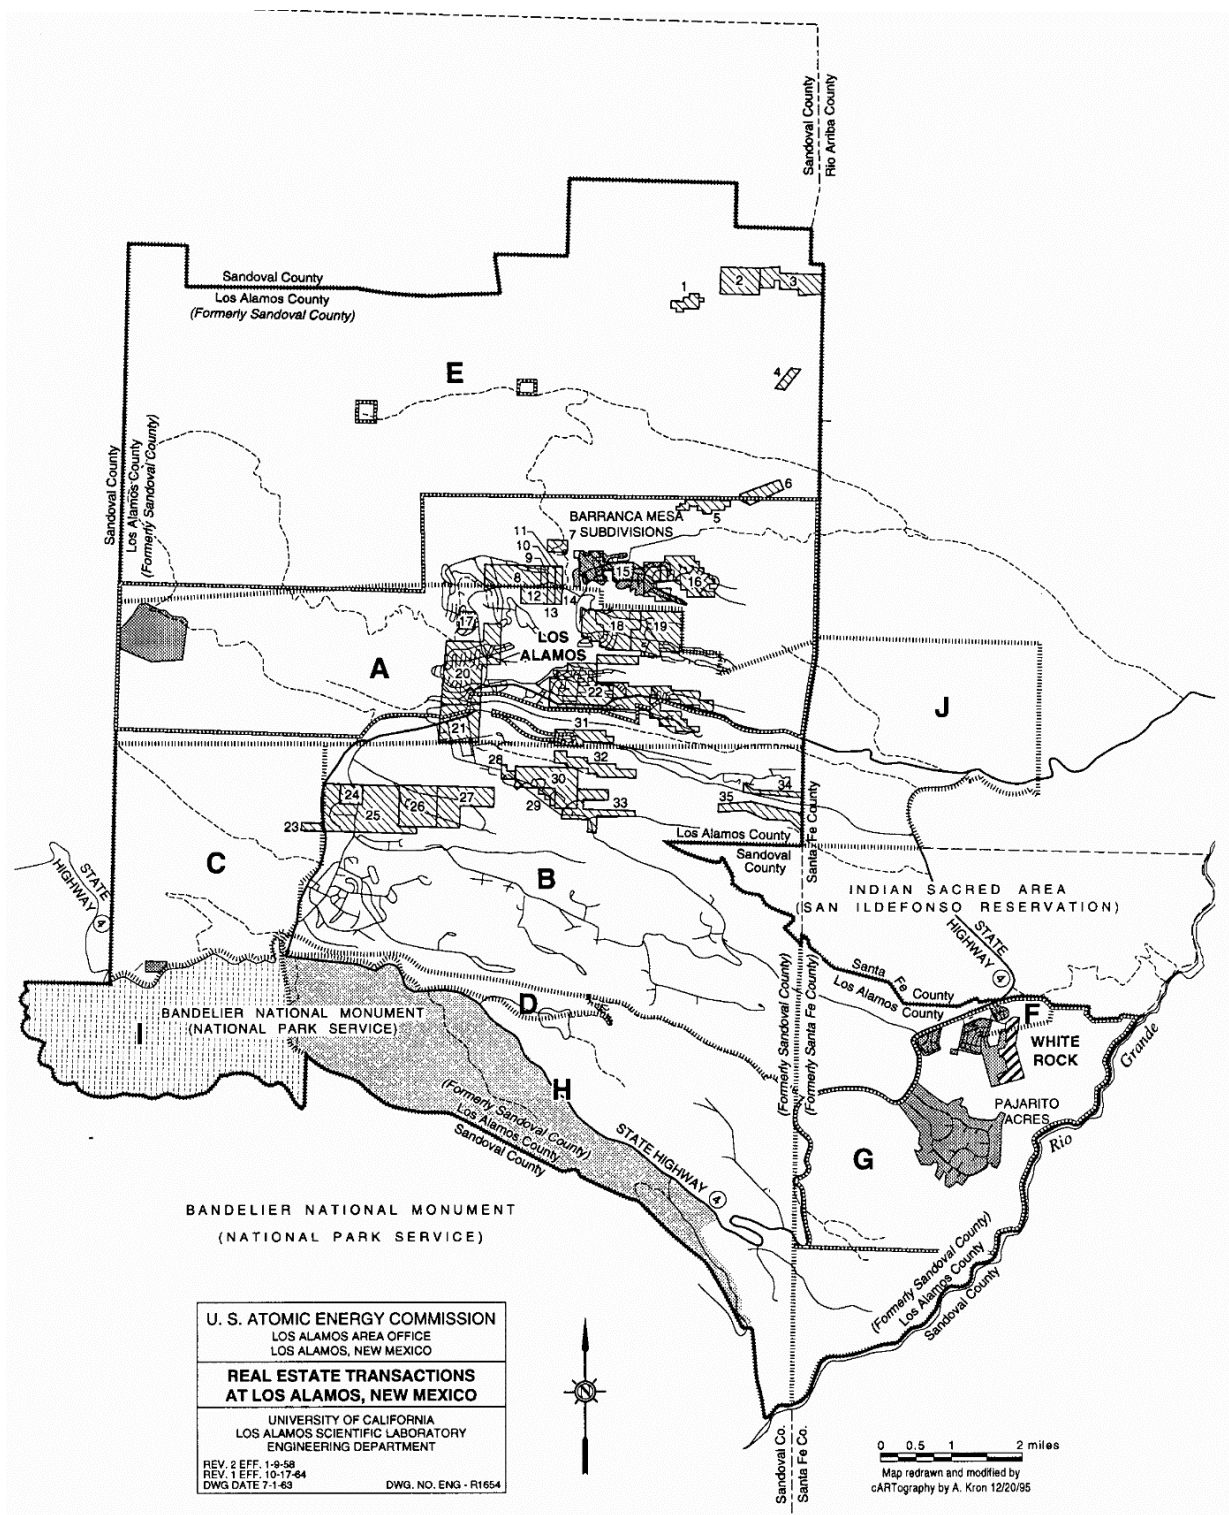 Sandoval County
Rio Arriba County
Sandoval County
Los Alamos County
(Formerly Sandoval County)
1
2
3
4
E
Sandoval County
Los Alamos County
(Formerly Sandoval County)
6
5
BARRANCA MESA
SUBDIVISIONS
7
11
10
9
8
12
13
14
15
16
17
18
19
LOS
ALAMOS
A
20
22
J
21
31
28
32
30
29
33
34
35
24
25
26
27
23
Los Alamos County
Sandoval
County
Santa Fe County
C
B
STATE
HIGHWAY
4
INDIAN SACRED AREA
(SAN ILDEFONSO RESERVATION)
STATE
HIGHWAY
4
Santa Fe County
Los Alamos
County
(Formerly Sandoval County)
(Formerly Santa Fe County)
D
F
BANDELIER NATIONAL MONUMENT
(NATIONAL PARK SERVICE)
I
WHITE
ROCK
Rio Grande
H
PAJARITO
ACRES
G
(Formerly Sandoval County)
Los Alamos County
Sandoval County
STATE HIGHWAY
4
BANDELIER NATIONAL MONUMENT
(NATIONAL PARK SERVICE)
(Formerly Sandoval County)
Los Alamos County
Sandoval County
U. S. ATOMIC ENERGY COMMISSION
LOS ALAMOS AREA OFFICE
LOS ALAMOS, NEW MEXICO
REAL ESTATE TRANSACTIONS
AT LOS ALAMOS, NEW MEXICO
UNIVERSITY OF CALIFORNIA
LOS ALAMOS SCIENTIFIC LABORATORY
ENGINEERING DEPARTMENT
REV. 2 EFF. 1-9-58
REV. 1 EFF. 10-17-64
DWG DATE 7-1-63 DWG. NO. ENG - R1654
N
Sandoval Co.
Santa Fe Co.
0 0.5 1 2 miles
Map redrawn and modified by
cARTography by A. Kron 12/20/95